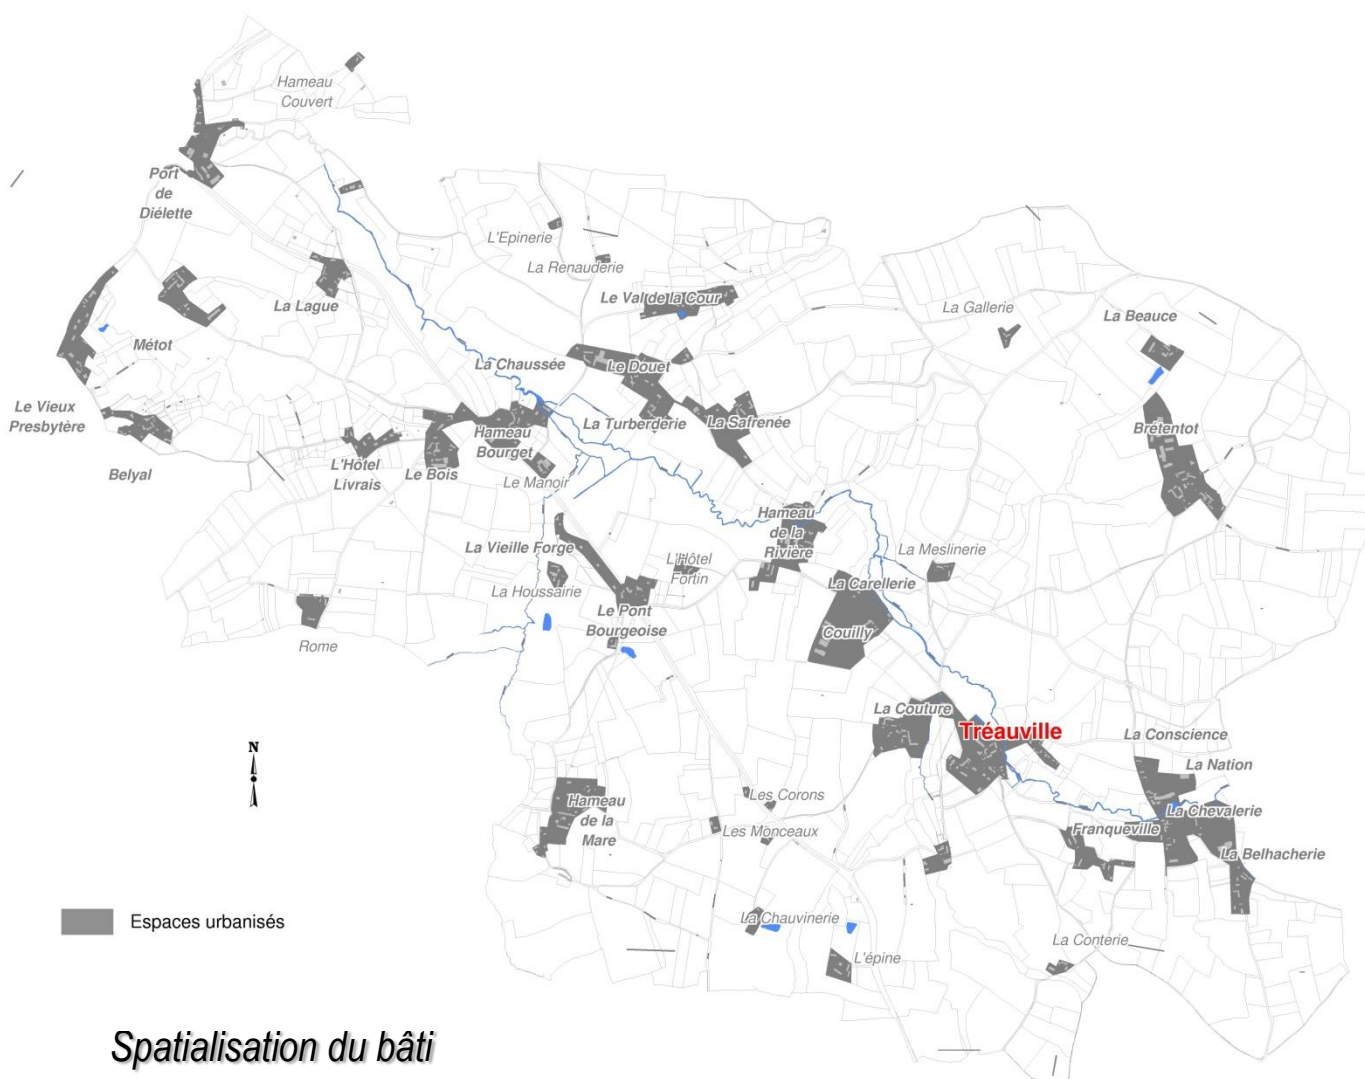 Hameau
Couvert
Port
de
Diélette
L'Epinerie
La Renauderie
Le Val de la Cour
La Lague
La Gallerie
La Beauce
Métot
La Chaussée
Le Douet
Le Vieux
Presbytère
La Turberderie
La Safrenée
Brétentot
Hameau
Bourget
L'Hôtel
Livrais
Le Bois
Belyal
Le Manoir
Hameau
de la
Rivière
La Vieille Forge
L'Hôtel
Fortin
La Meslinerie
La Houssairie
La Carellerie
Le Pont
Bourgeoise
Couilly
Rome
La Couture
Tréauville
La Conscience
N
La Nation
Les Corons
Hameau
de la
Mare
La Chevalerie
Les Monceaux
Franqueville
La Belhacherie
Espaces urbanisés
La Chauvinerie
La Conterie
L'épine
Spatialisation du bâti